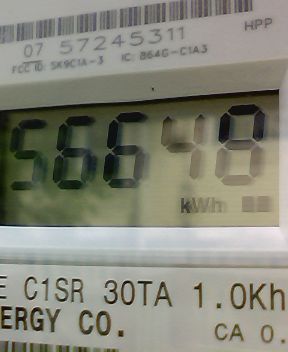 07 57245311 HPP
FCC ID: SK9C1A-3 IC: 864G-C1A3
56648
kWh
E C1SR 30TA 1.0Kh
ERGY CO. CA 0.